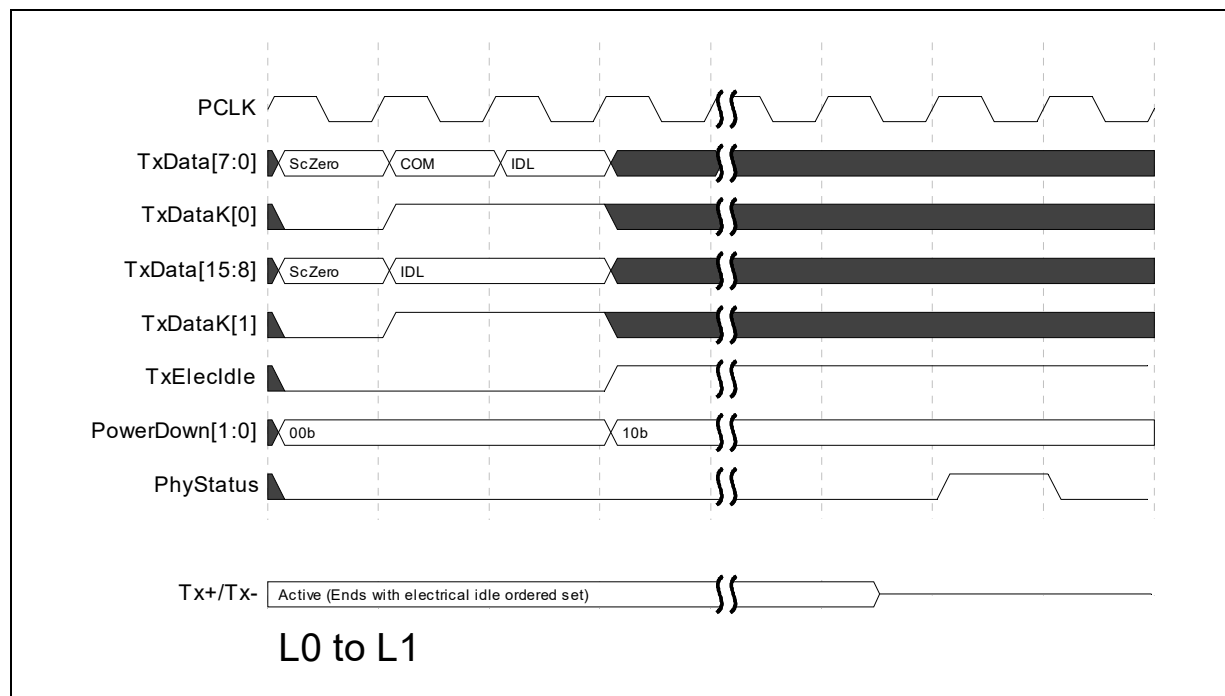 PCLK
TxData[7:0] ScZero COM IDL
TxDataK[0]
TxData[15:8] ScZero IDL
TxDataK[1]
TxElecIdle
PowerDown[1:0] 00b 10b
PhyStatus
Tx+/Tx- Active (Ends with electrical idle ordered set)
L0 to L1